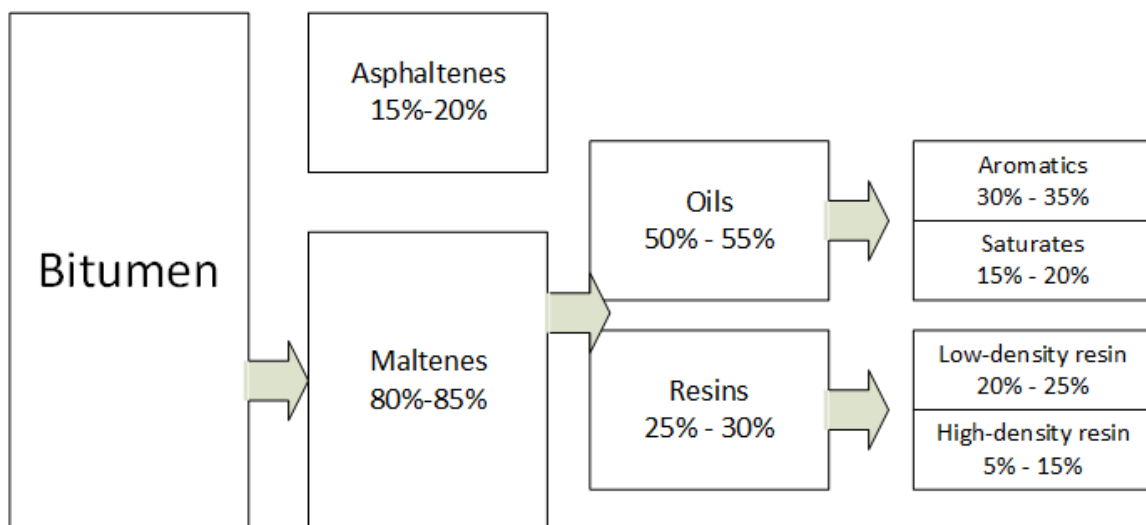 Bitumen
Asphaltenes
15%-20%
Maltenes
80%-85%
Oils
50% - 55%
Resins
25% - 30%
Aromatics
30% - 35%
Saturates
15% - 20%
Low-density resin
20% - 25%
High-density resin
5% - 15%